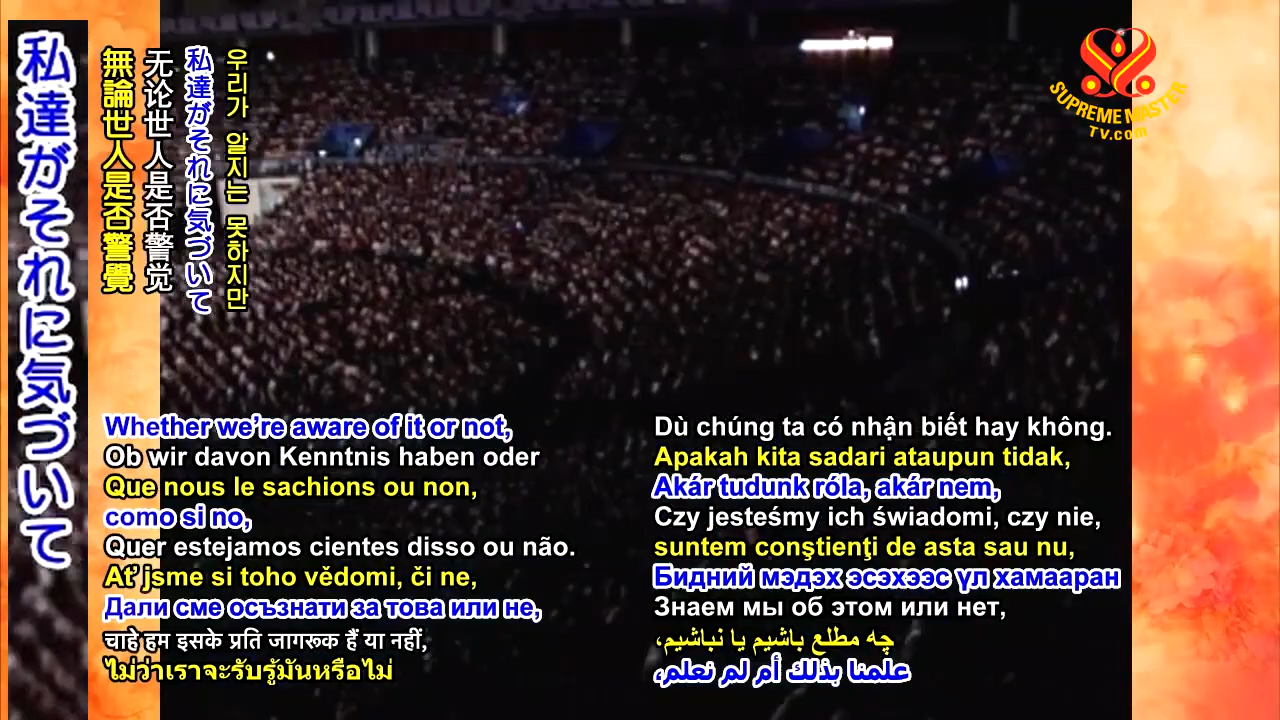 私達がそれに気づいて
無論世人是否警覺
无论世人是否警觉
私達がそれに気づいて
우리가 알지는 못하지만
SUPREME MASTER
TV.com
Whether we're aware of it or not,
Ob wir davon Kenntnis haben oder
Que nous le sachions ou non,
como si no,
Quer estejamos cientes disso ou não.
Ať jsme si toho vědomi, či ne,
Дали сме осъзнати за това или не,
चाहे हम इसके प्रति जागरूक हैं या नहीं,
ไม่ว่าเราจะรับรู้มันหรือไม่
Dù chúng ta có nhận biết hay không.
Apakah kita sadari ataupun tidak,
Akár tudunk róla, akár nem,
Czy jesteśmy ich świadomi, czy nie,
suntem conştienţi de asta sau nu,
Бидний мэдэх эсэхээс үл хамааран
Знаем мы об этом или нет,
چه مطلع باشیم یا نباشیم،
علمنا بذلك أم لم نعلم،